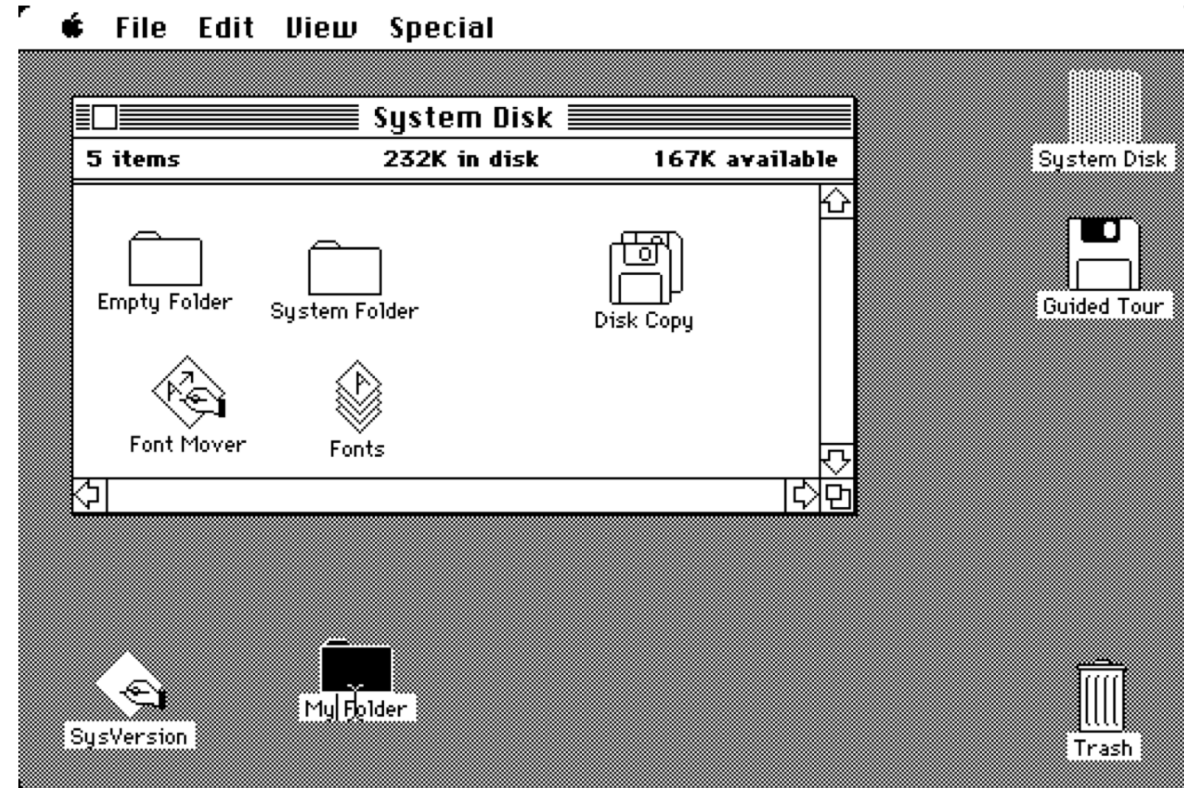 File Edit View Special
System Disk
5 items 232K in disk 167K available
System Disk
Empty Folder System Folder Disk Copy
Guided Tour
Font Mover Fonts
My Folder
SysVersion
Trash